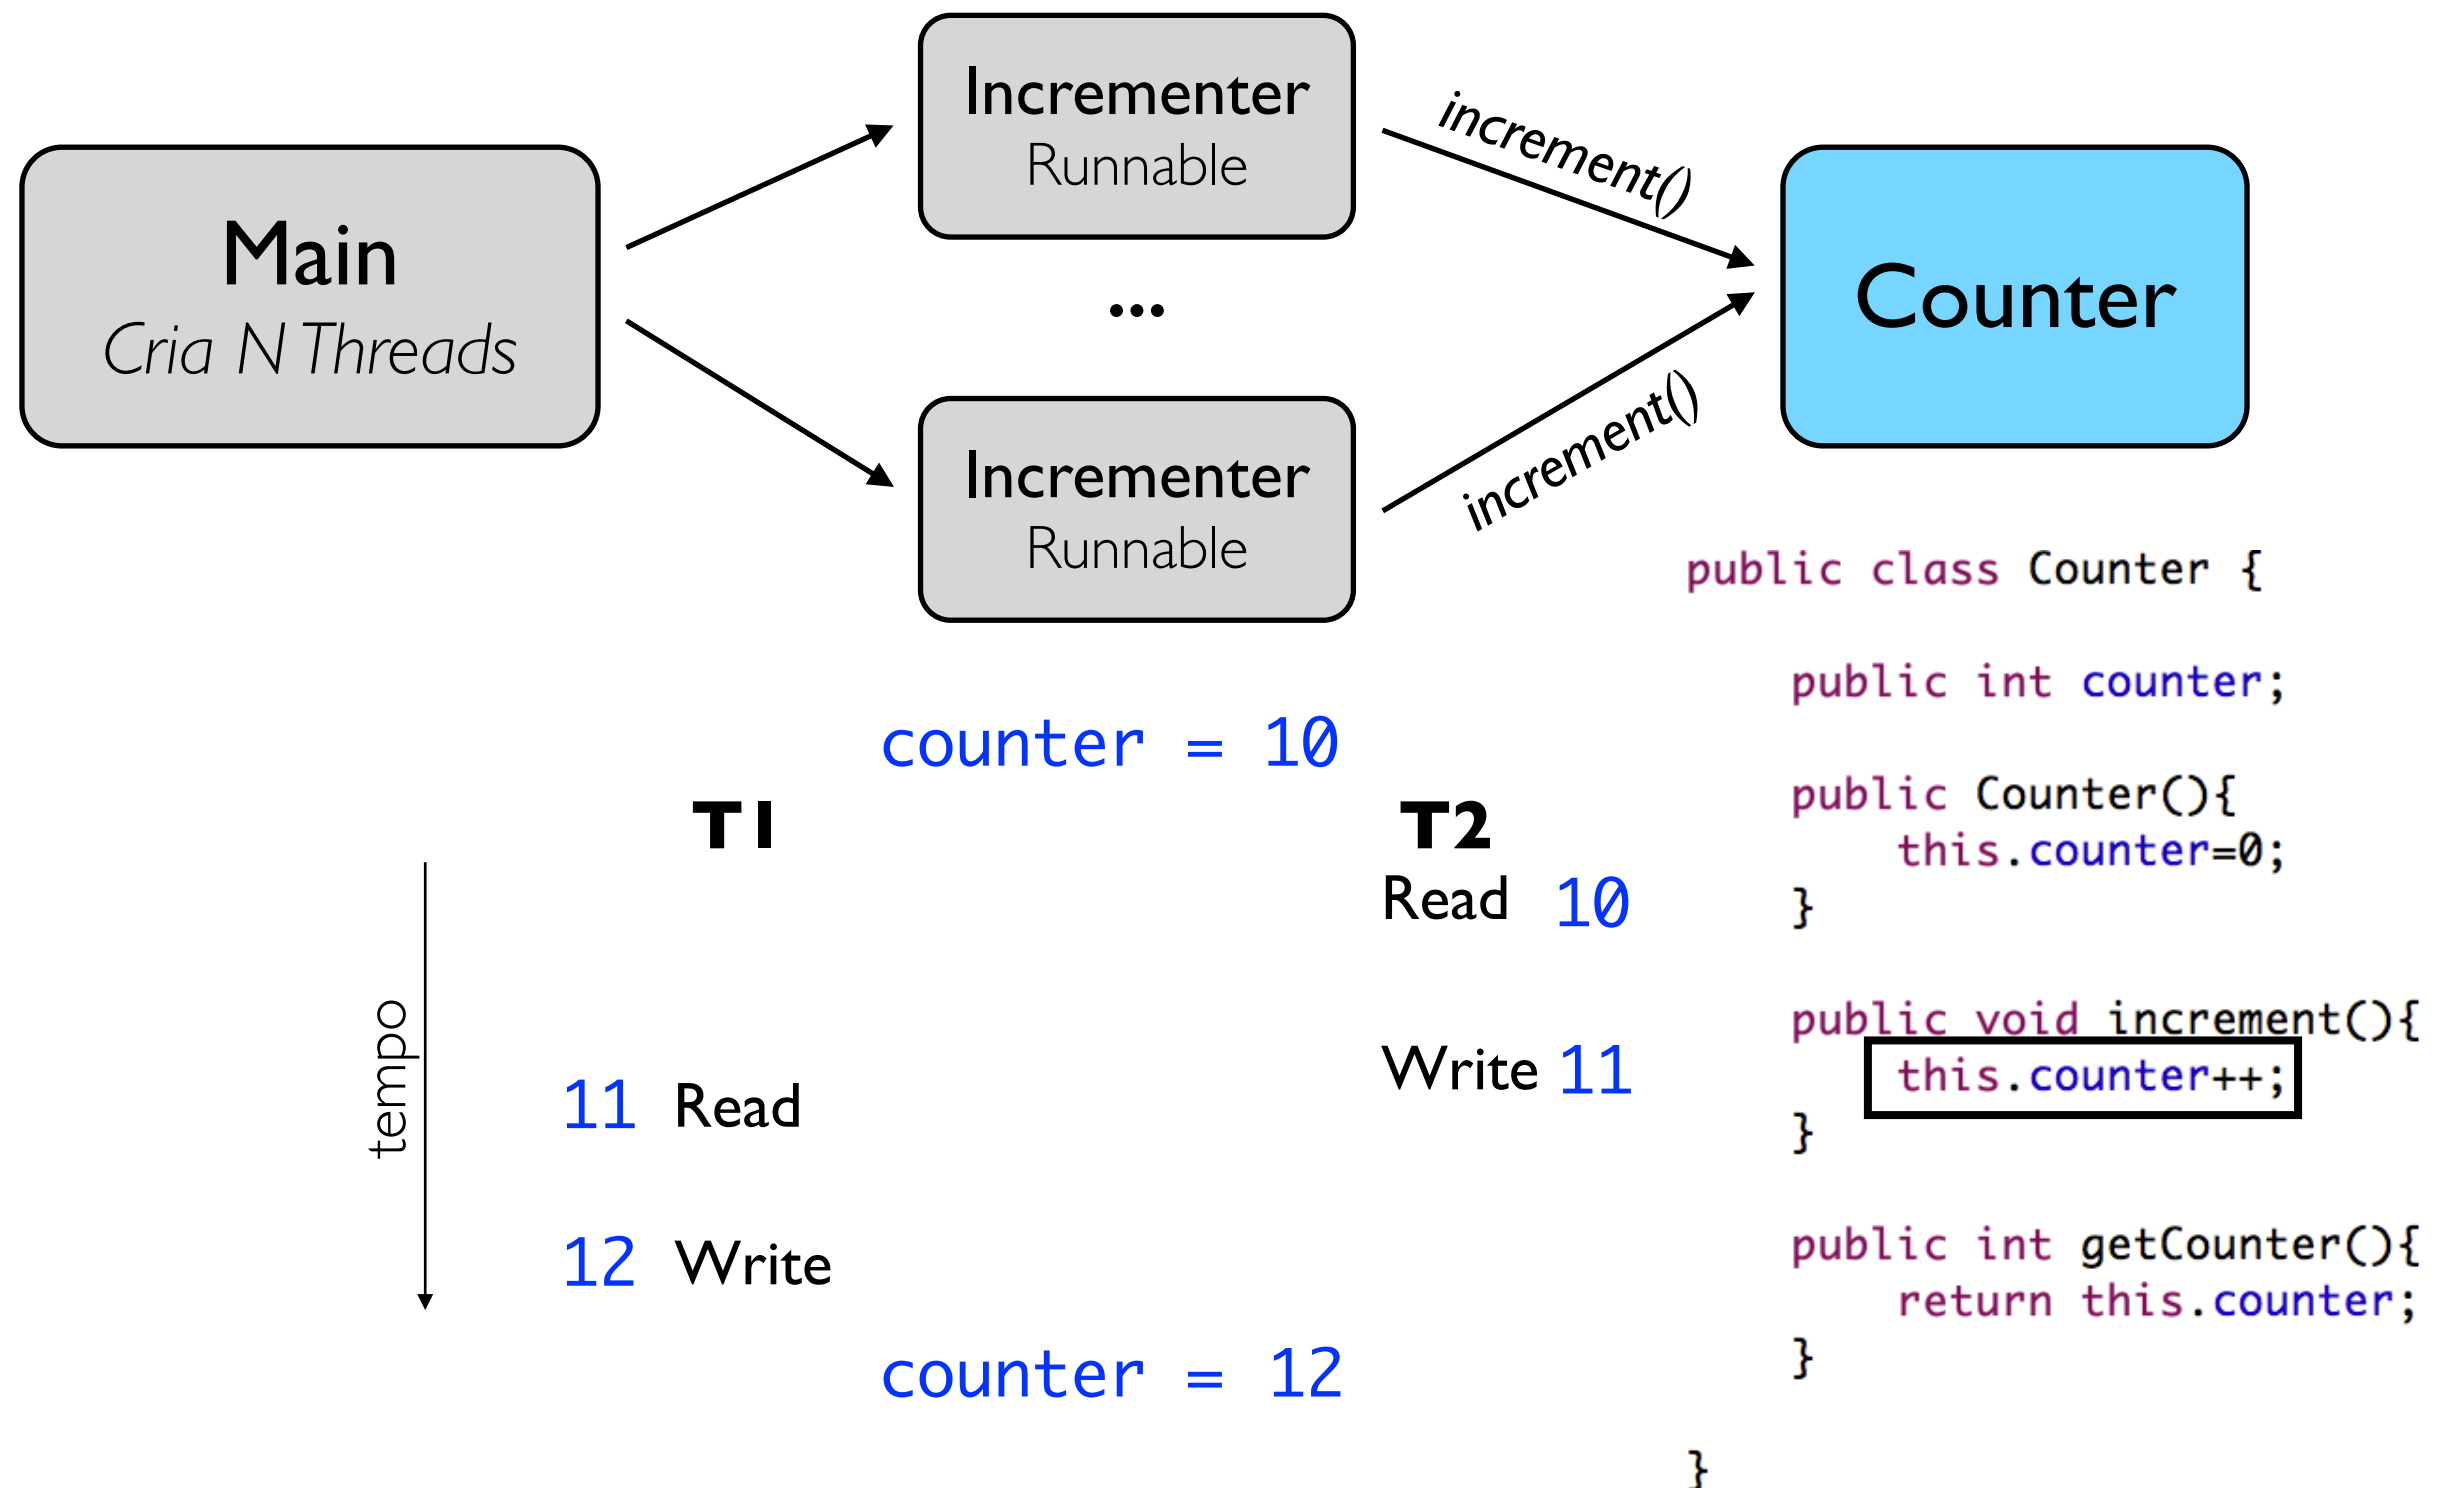 Main
Cria N Threads
Incrementer
Runnable
...
Incrementer
Runnable
increment()
increment()
Counter
counter = 10
T1
T2
Read 10
Write 11
11 Read
12 Write
tempo
counter = 12
public class Counter {
public int counter;
public Counter(){
this.counter=0;
}
public void increment(){
this.counter++;
}
public int getCounter(){
return this.counter;
}
}